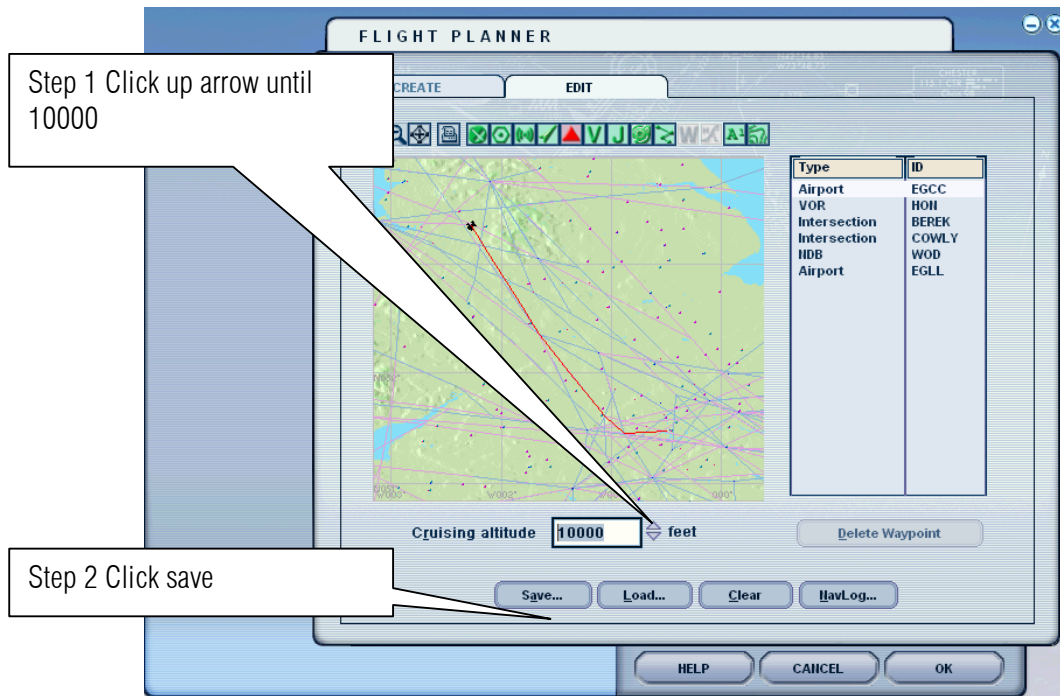 FLIGHT PLANNER
Step 1 Click up arrow until
10000
CREATE
EDIT
V J W A
Type ID
Airport EGCC
VOR HON
Intersection BEREK
Intersection COWLY
NDB WOD
Airport EGLL
W002°
000°
Cruising altitude 10000 feet
Delete Waypoint
Step 2 Click save
Save... Load... Clear NavLog...
HELP CANCEL OK